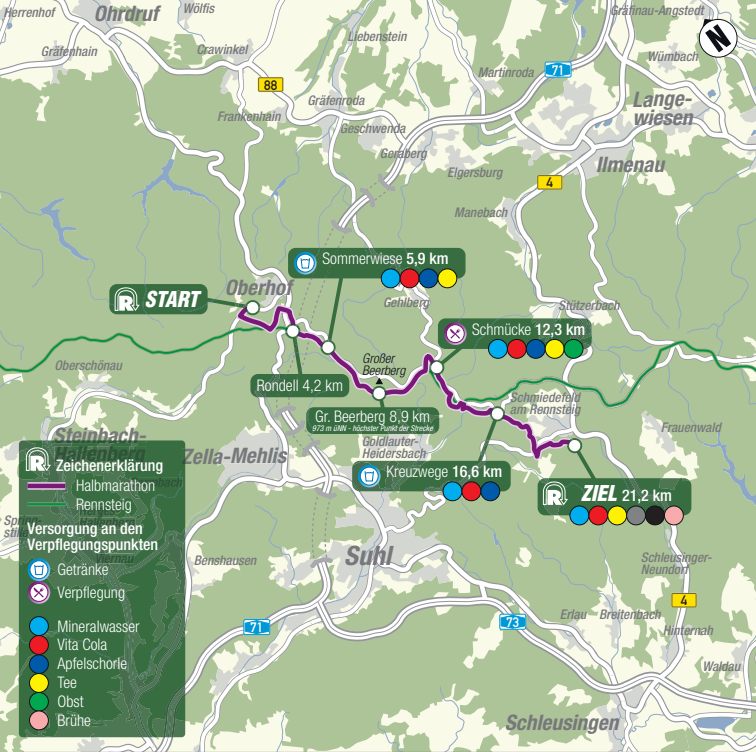 Herrenhof
Ohrdruf
Wölfis
Gräfenhain
Crawinkel
Liebenstein
Gräfinau-Angstedt
N
Wümbach
71
Martinroda
88
Gräfenroda
Frankenhain
Geschwenda
Lange-
wiesen
Geraberg
Elgersburg
Ilmenau
4
Manebach
Sommerwiese 5,9 km
Oberhof
R START
Gehlberg
Stützerbach
Schmücke 12,3 km
Oberschönau
Großer
Beerberg
Rondell 4,2 km
Schmiedefeld
am Rennsteig
Gr. Beerberg 8,9 km
973 m üNN - höchster Punkt der Strecke
Frauenwald
Steinbach-
Hallenberg
Zella-Mehlis
Goldlauter-
Heidersbach
Kreuzwege 16,6 km
R ZIEL 21,2 km
R Zeichenerklärung
Halbmarathon
Rennsteig
Versorgung an den
Verpflegungspunkten
Getränke
Verpflegung
Mineralwasser
Vita Cola
Apfelschorle
Tee
Obst
Brühe
Viernau
Benshausen
Suhl
Schleusinger-
Neundorf
4
71
73
Erlau
Breitenbach
Hinternah
Waldau
Schleusingen